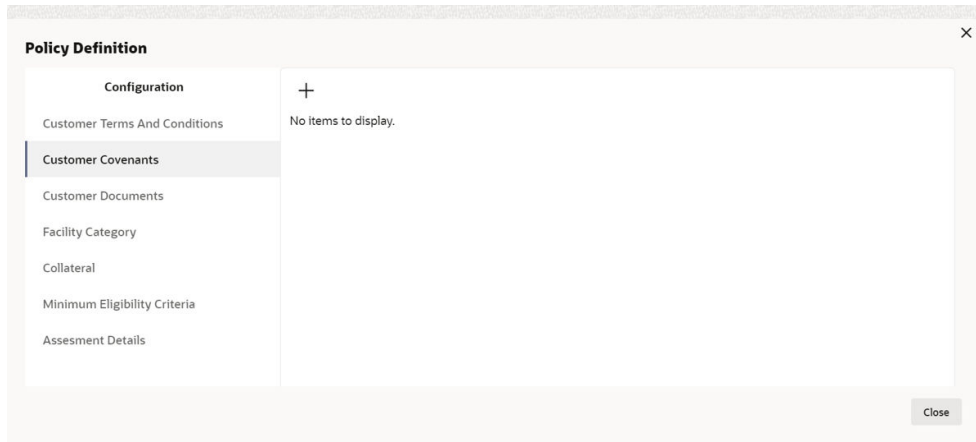 Policy Definition
Configuration
Customer Terms And Conditions
Customer Covenants
Customer Documents
Facility Category
Collateral
Minimum Eligibility Criteria
Assesment Details
No items to display.
Close